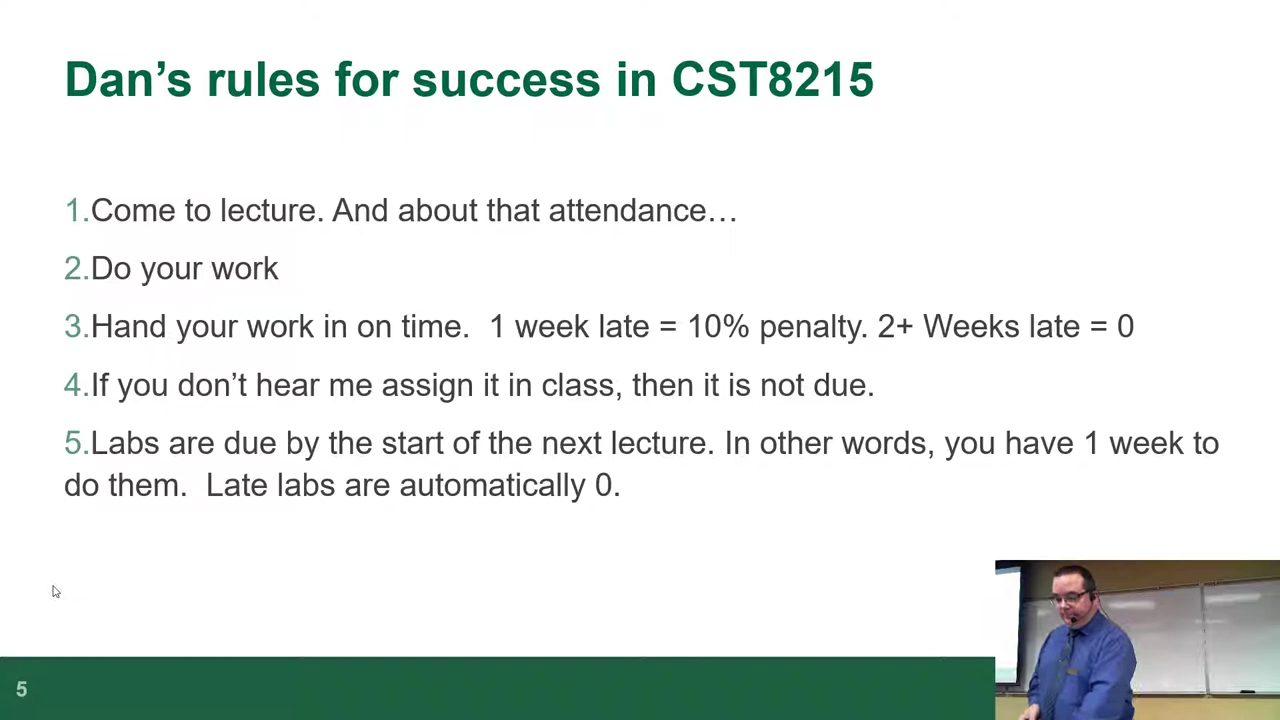 Dan’s rules for success in CST8215
1.Come to lecture. And about that attendance…
2.Do your work
3.Hand your work in on time.  1 week late = 10% penalty. 2+ Weeks late = 0
4.If you don’t hear me assign it in class, then it is not due.
5.Labs are due by the start of the next lecture. In other words, you have 1 week to
do them.  Late labs are automatically 0.
5